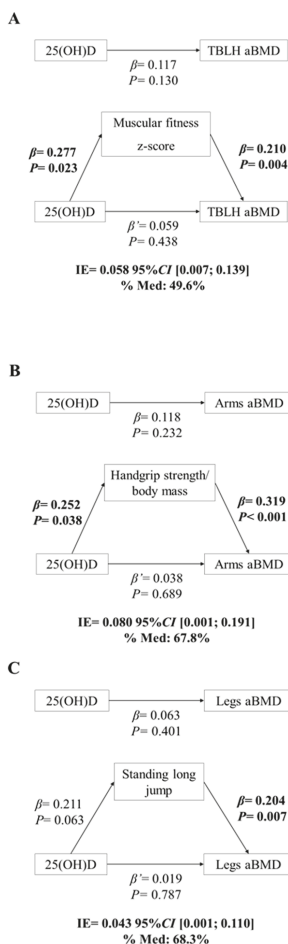 A
25(OH)D
TBLH aBMD
β= 0.117
P= 0.130
Muscular fitness
z-score
β= 0.277
P= 0.023
β= 0.210
P= 0.004
25(OH)D
TBLH aBMD
β'= 0.059
P= 0.438
IE= 0.058 95%CI [0.007; 0.139]
% Med: 49.6%
B
25(OH)D
Arms aBMD
β= 0.118
P= 0.232
Handgrip strength/
body mass
β= 0.252
P= 0.038
β= 0.319
P< 0.001
25(OH)D
Arms aBMD
β'= 0.038
P= 0.689
IE= 0.080 95%CI [0.001; 0.191]
% Med: 67.8%
C
25(OH)D
Legs aBMD
β= 0.063
P= 0.401
Standing long
jump
β= 0.211
P= 0.063
β= 0.204
P= 0.007
25(OH)D
Legs aBMD
β'= 0.019
P= 0.787
IE= 0.043 95%CI [0.001; 0.110]
% Med: 68.3%